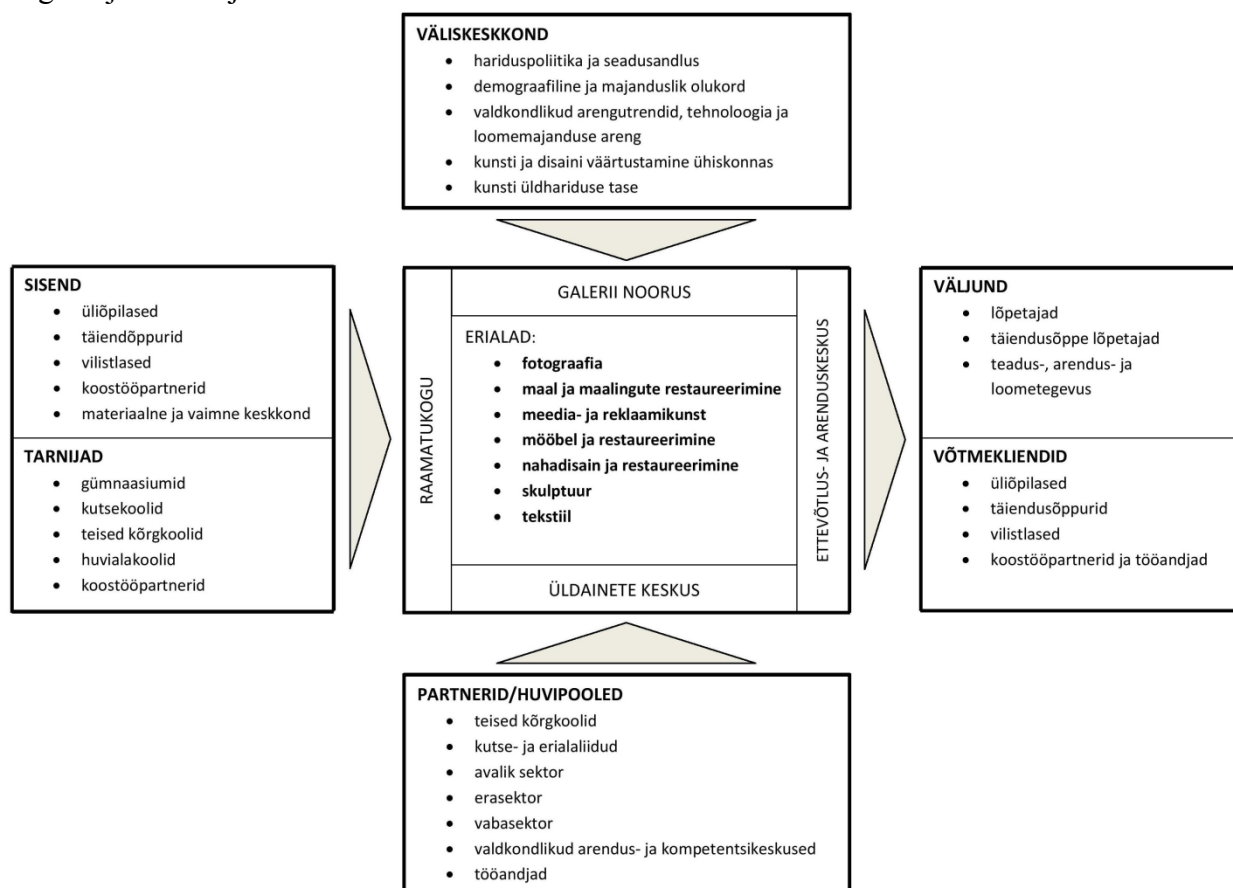 VÄLISKESKKOND
• hariduspoliitika ja seadusandlus
• demograafiline ja majanduslik olukord
• valdkondlikud arengutrendid, tehnoloogia ja
loomemajanduse areng
• kunsti ja disaini väärtustamine ühiskonnas
• kunsti üldhariduse tase
SISEND
• üliõpilased
• täiendõppurid
• vilistlased
• koostööpartnerid
• materiaalne ja vaimne keskkond
TARNIJAD
• gümnaasiumid
• kutsekoolid
• teised kõrgkoolid
• huvialakoolid
• koostööpartnerid
RAAMATUKOGU
GALERII NOORUS
ERIALAD:
• fotograafia
• maal ja maalingute restaureerimine
• meedia- ja reklaamikunst
• mööbel ja restaureerimine
• nahadisain ja restaureerimine
• skulptuur
• tekstiil
ÜLDAINETE KESKUS
ETTEVÕTLUS- JA ARENDUSKESKUS
VÄLJUND
• lõpetajad
• täiendusõppe lõpetajad
• teadus-, arendus- ja
loometegevus
VÕTMEKLIENDID
• üliõpilased
• täiendusõppurid
• vilistlased
• koostööpartnerid ja tööandjad
PARTNERID/HUVIPOOLED
• teised kõrgkoolid
• kutse- ja erialaliidud
• avalik sektor
• erasektor
• vabasektor
• valdkondlikud arendus- ja kompetentsikeskused
• tööandjad